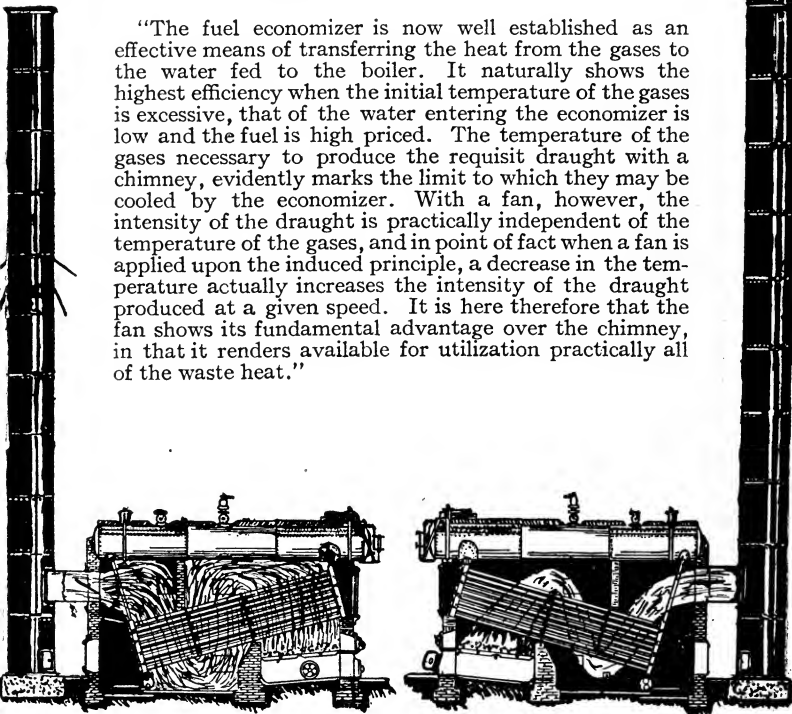 “The fuel economizer is now well established as an
effective means of transferring the heat from the gases to
the water fed to the boiler. It naturally shows the
highest efficiency when the initial temperature of the gases
is excessive, that of the water entering the economizer is
low and the fuel is high priced. The temperature of the
gases necessary to produce the requisit draught with a
chimney, evidently marks the limit to which they may be
cooled by the economizer. With a fan, however, the
intensity of the draught is practically independent of the
temperature of the gases, and in point of fact when a fan is
applied upon the induced principle, a decrease in the tem-
perature actually increases the intensity of the draught
produced at a given speed. It is here therefore that the
fan shows its fundamental advantage over the chimney,
in that it renders available for utilization practically all
of the waste heat.”